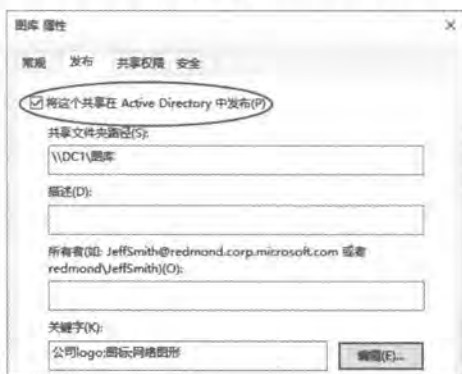 图库 属性
常规 发布 共享权限 安全
将这个共享在 Active Directory 中发布(P)
共享文件夹路径(S):
\\DC1\图库
描述(D):
所有者(如: JeffSmith@redmond.corp.microsoft.com 或者
redmond\JeffSmith)(O):
关键字(K):
公司logo;图标;网络图形
编辑(E)...